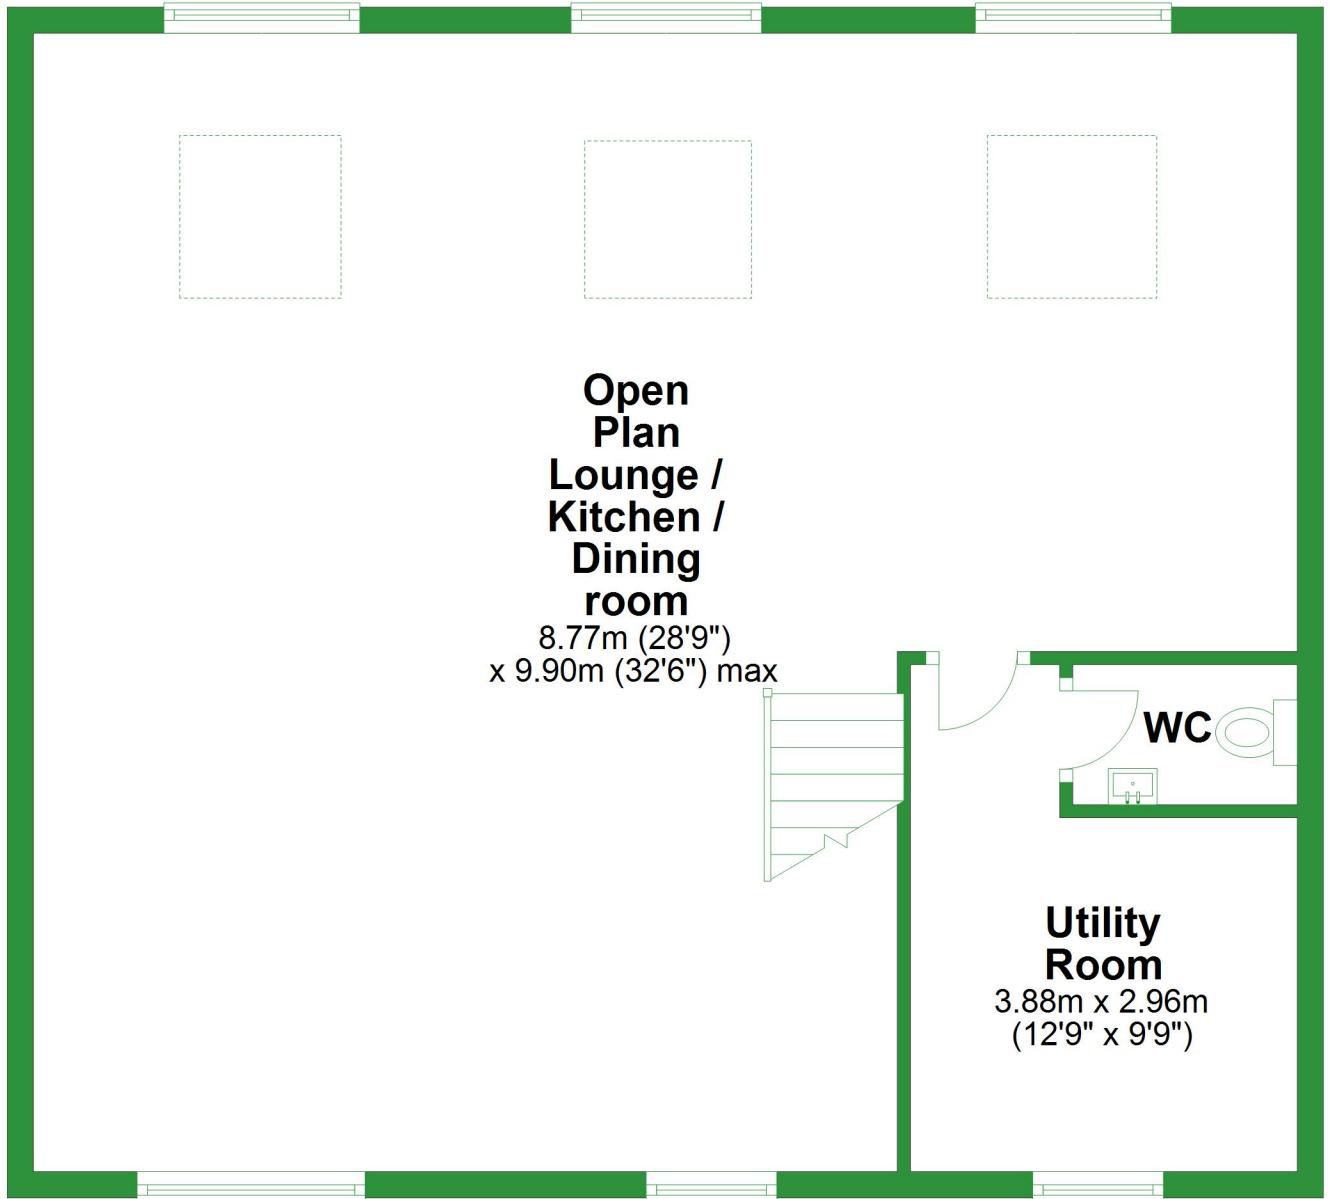 Open
Plan
Lounge /
Kitchen /
Dining
room
8.77m (28'9")
x 9.90m (32'6") max
WC
Utility
Room
3.88m x 2.96m
(12'9" x 9'9")